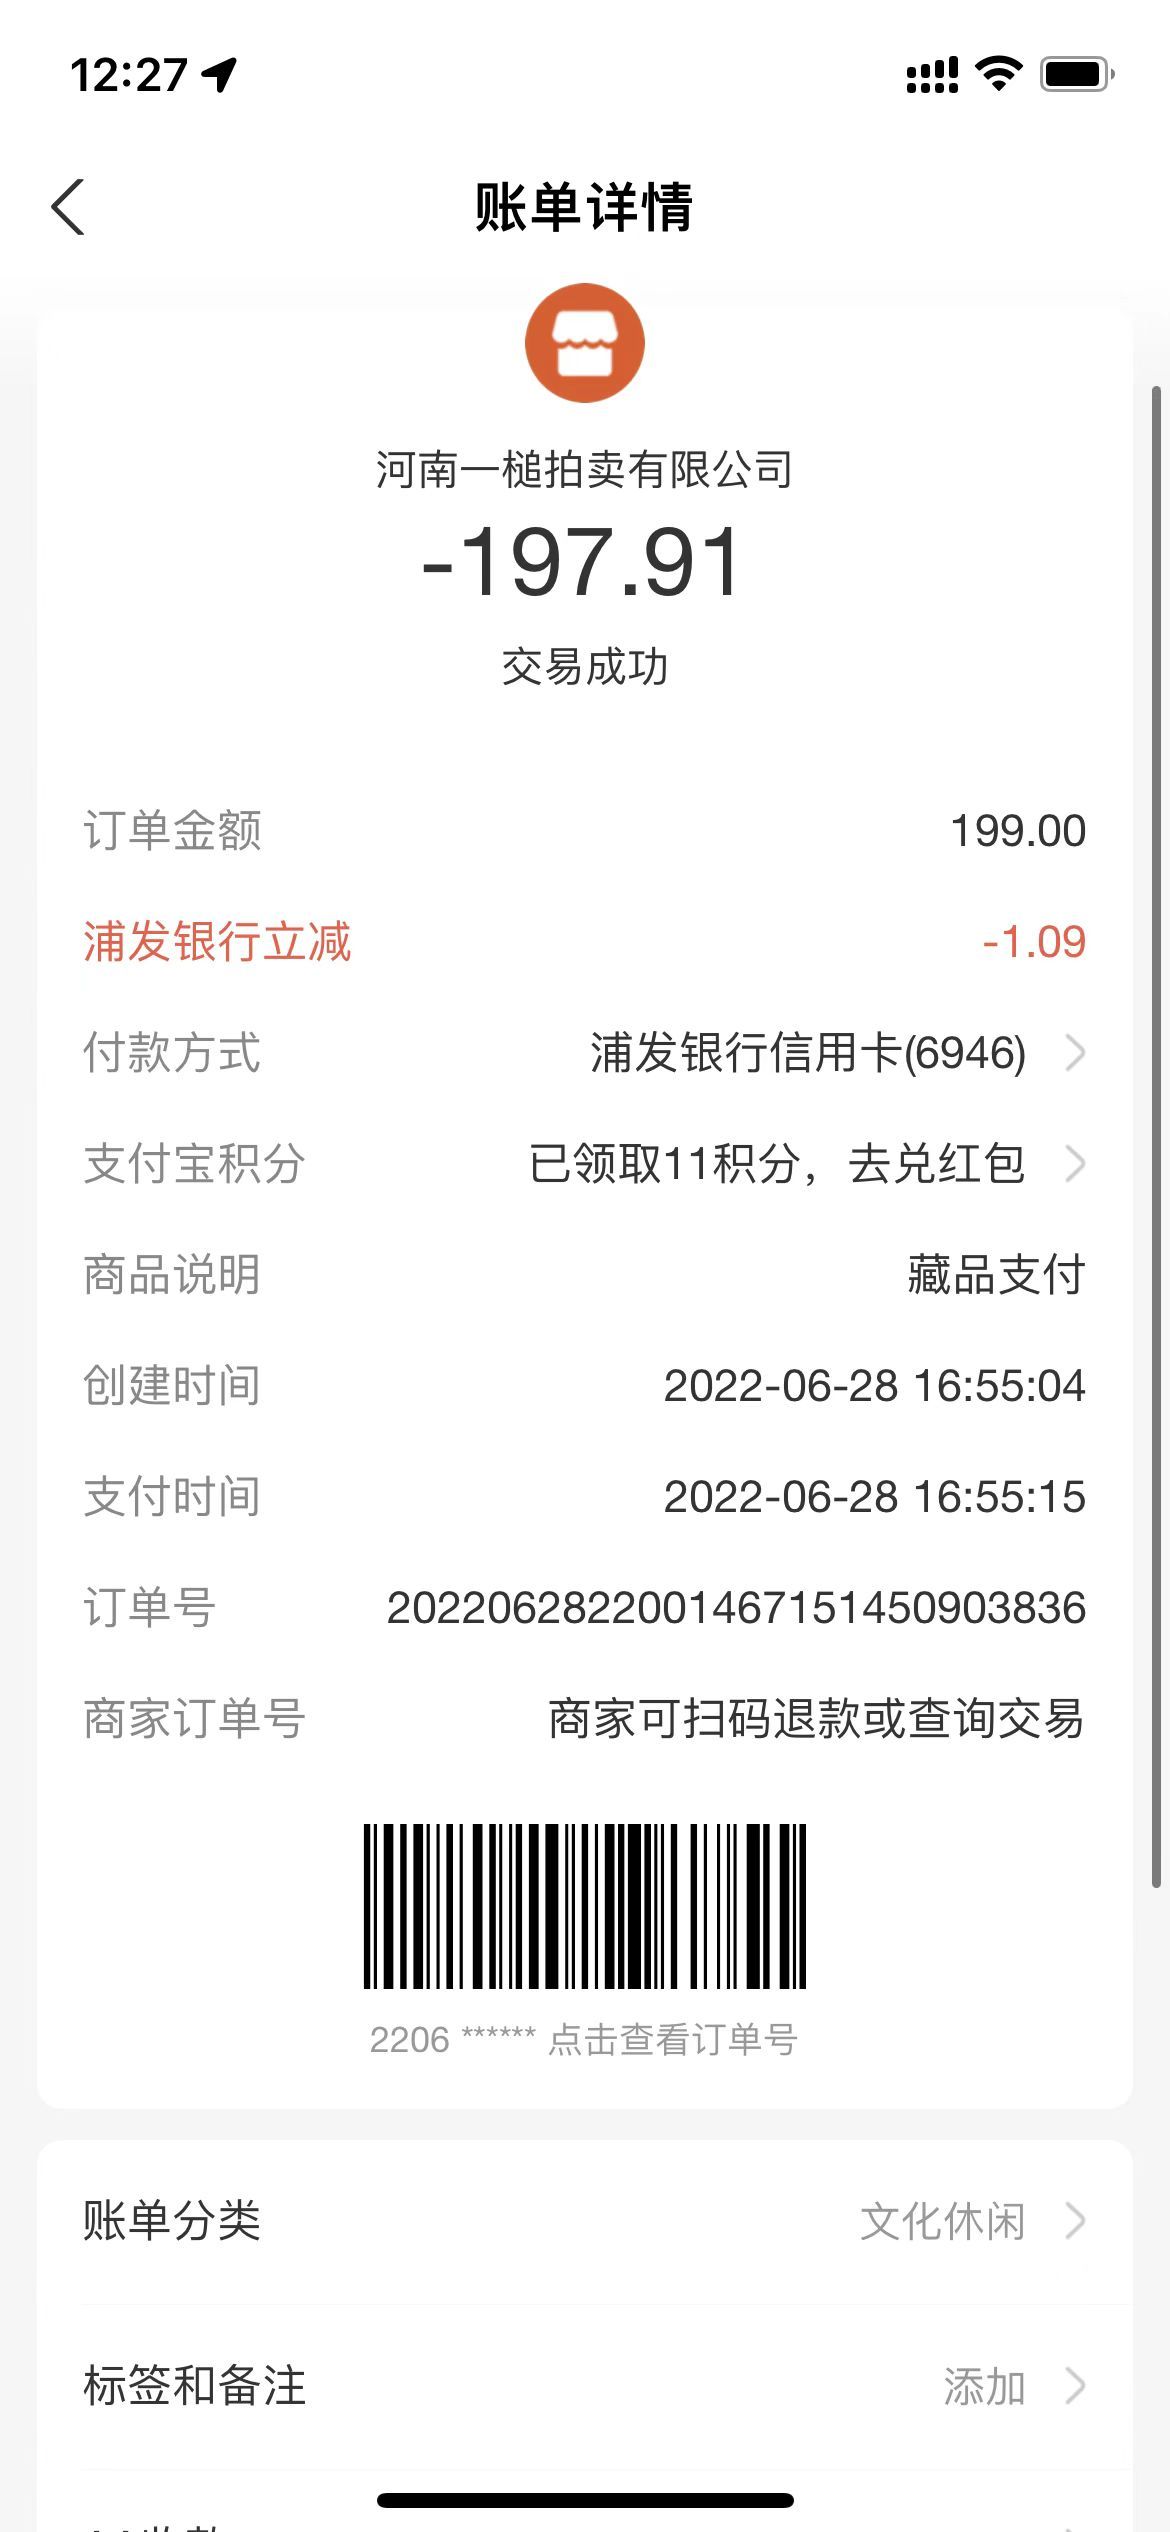 12:27
账单详情
河南一槌拍卖有限公司
-197.91
交易成功
订单金额 199.00
浦发银行立减 -1.09
付款方式 浦发银行信用卡(6946)
支付宝积分 已领取11积分，去兑红包
商品说明 藏品支付
创建时间 2022-06-28 16:55:04
支付时间 2022-06-28 16:55:15
订单号 2022062822001467151450903836
商家订单号 商家可扫码退款或查询交易
2206 ****** 点击查看订单号
账单分类 文化休闲
标签和备注 添加